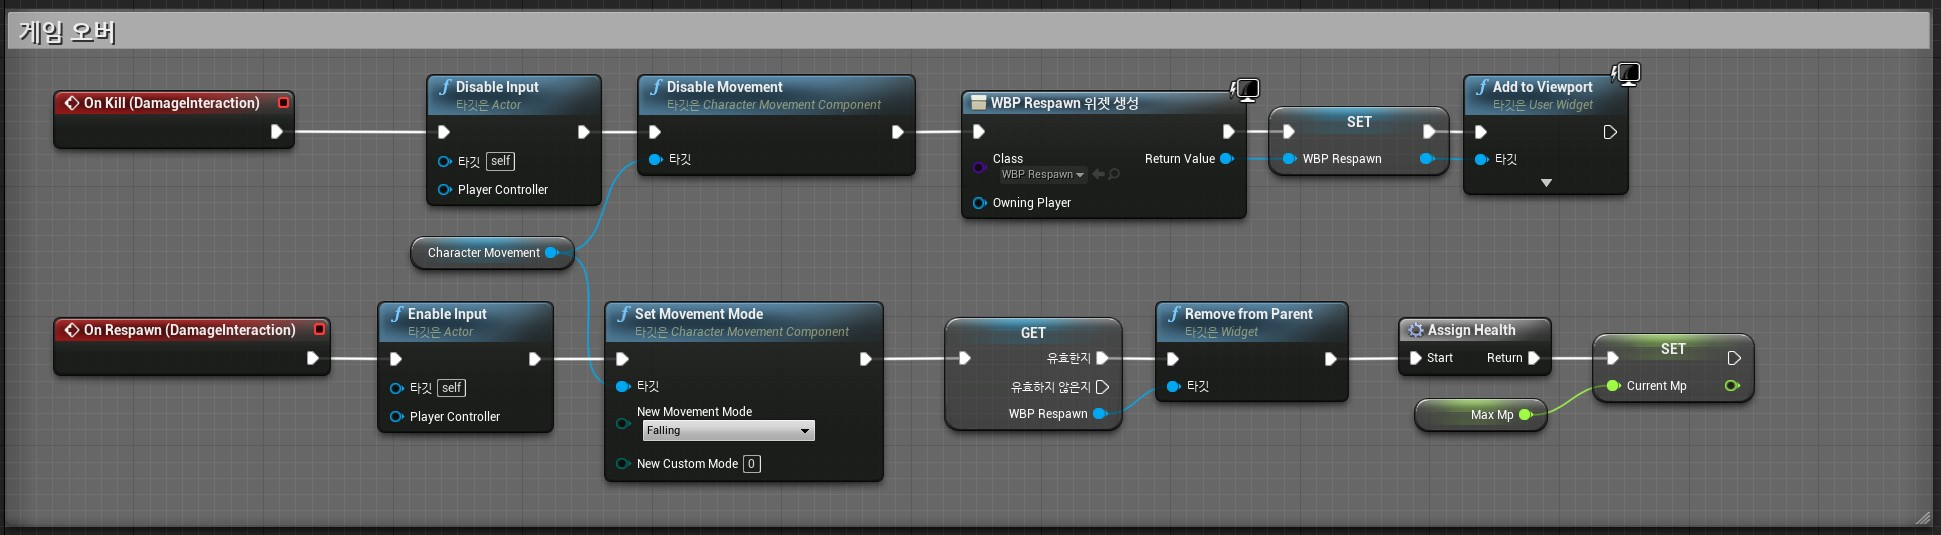 게임 오버
On Kill (DamageInteraction)
Disable Input
타깃은 Actor
타깃 self
Player Controller
Disable Movement
타깃은 Character Movement Component
타깃
WBP Respawn 위젯 생성
Class
WBP Respawn
Return Value
Owning Player
SET
WBP Respawn
Add to Viewport
타깃은 User Widget
타깃
Character Movement
On Respawn (DamageInteraction)
Enable Input
타깃은 Actor
타깃 self
Player Controller
Set Movement Mode
타깃은 Character Movement Component
타깃
New Movement Mode
Falling
New Custom Mode 0
GET
유효한지
유효하지 않은지
WBP Respawn
Remove from Parent
타깃은 Widget
타깃
Assign Health
Start Return
Max Mp
SET
Current Mp